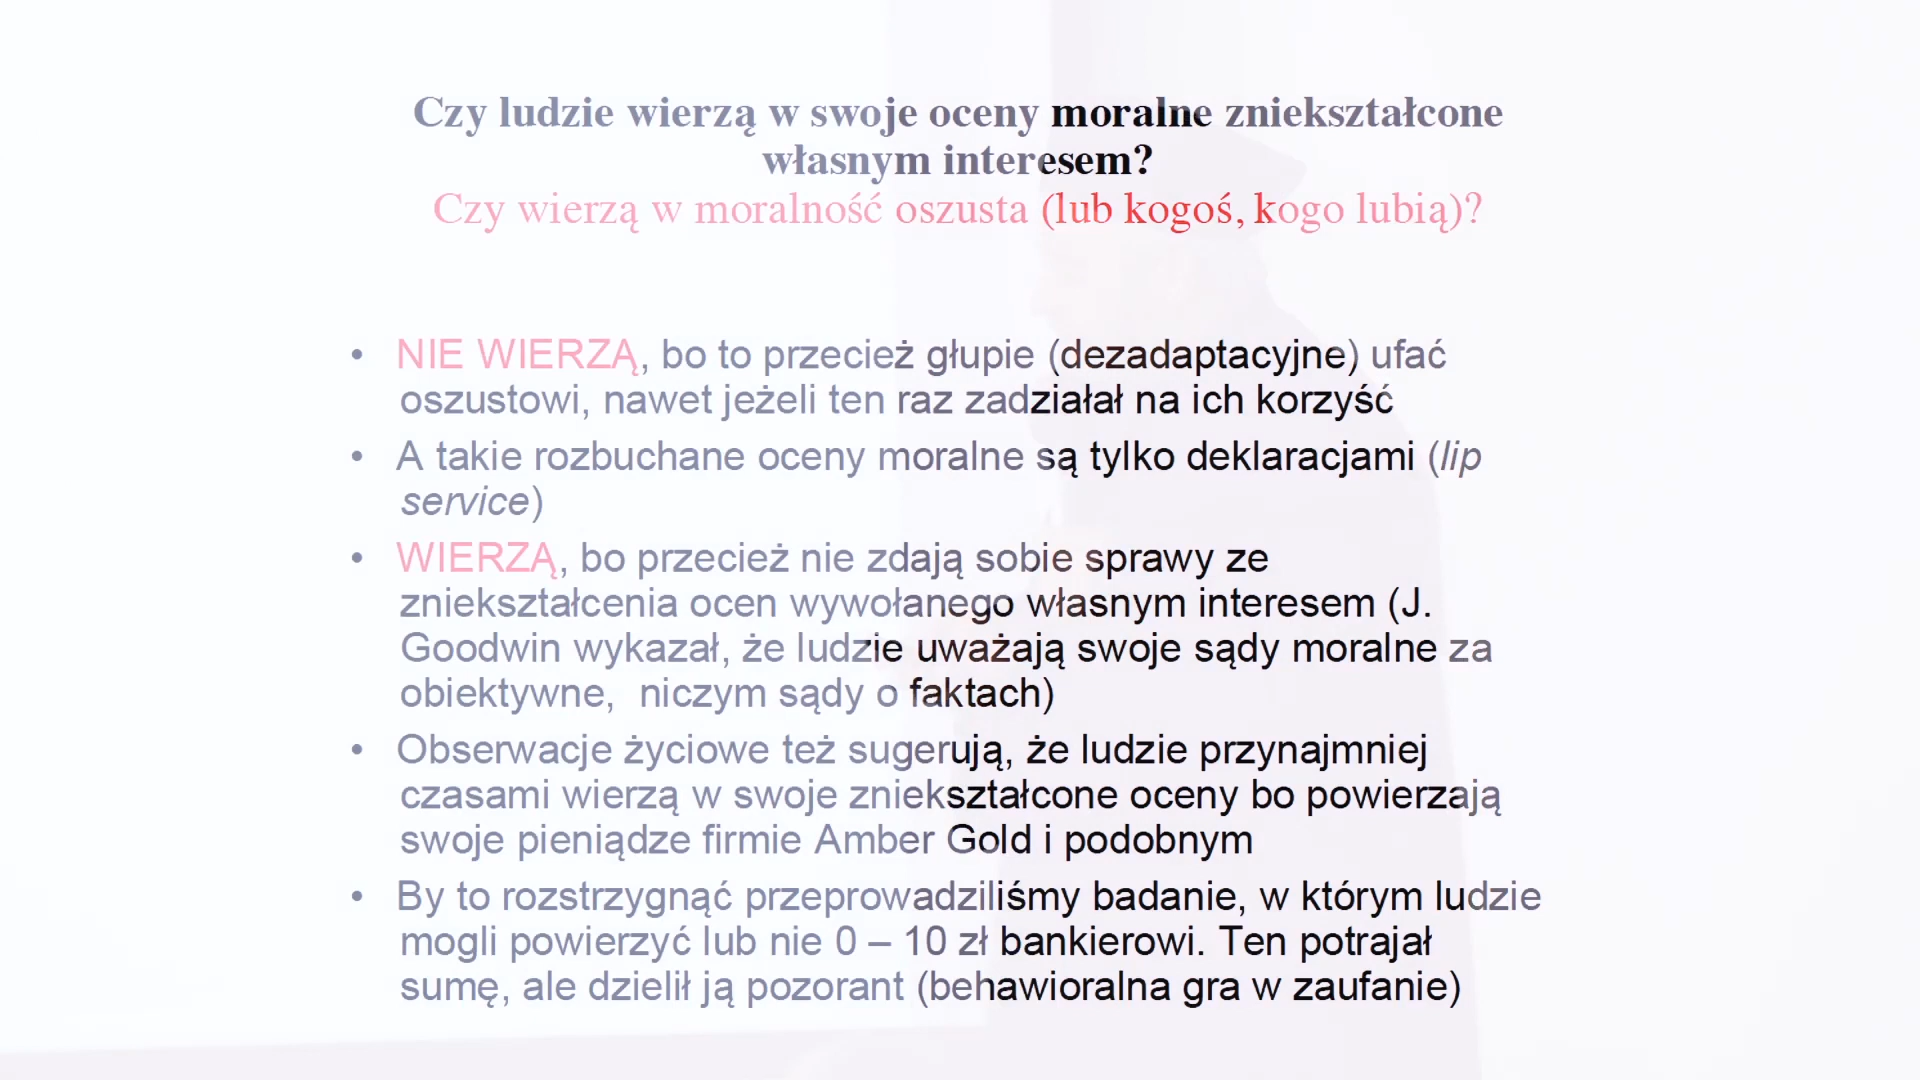 Czy ludzie wierzą w swoje oceny moralne zniekształcone
własnym interesem?
Czy wierzą w moralność oszusta (lub kogoś, kogo lubią)?
• NIE WIERZĄ, bo to przecież głupie (dezadaptacyjne) ufać
oszustowi, nawet jeżeli ten raz zadziałał na ich korzyść
• A takie rozbuchane oceny moralne są tylko deklaracjami (lip
service)
• WIERZĄ, bo przecież nie zdają sobie sprawy ze
zniekształcenia ocen wywołanego własnym interesem (J.
Goodwin wykazał, że ludzie uważają swoje sądy moralne za
obiektywne, niczym sądy o faktach)
• Obserwacje życiowe też sugerują, że ludzie przynajmniej
czasami wierzą w swoje zniekształcone oceny bo powierzają
swoje pieniądze firmie Amber Gold i podobnym
• By to rozstrzygnąć przeprowadziliśmy badanie, w którym ludzie
mogli powierzyć lub nie 0 – 10 zł bankierowi. Ten potrajał
sumę, ale dzielił ją pozorant (behawioralna gra w zaufanie)